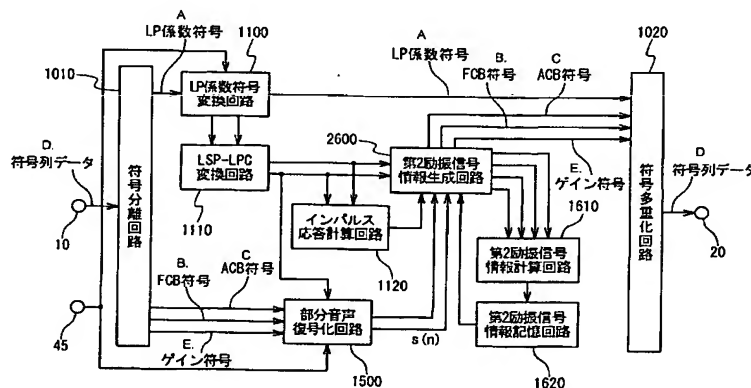 A
LP係数符号
1100
1010
LP係数符号
変換回路
A
LP係数符号
B.
FCB符号
C
ACB符号
1020
D.
符号列データ
10
符号分離回路
LSP-LPC
変換回路
1110
2600
第2励振信号
情報生成回路
E.
ゲイン符号
符号多重化回路
D
符号列データ
20
インパルス
応答計算回路
1120
1610
第2励振信号
情報計算回路
45
B.
FCB符号
C
ACB符号
E.
ゲイン符号
部分音声
復号化回路
1500
s(n)
第2励振信号
情報記憶回路
1620